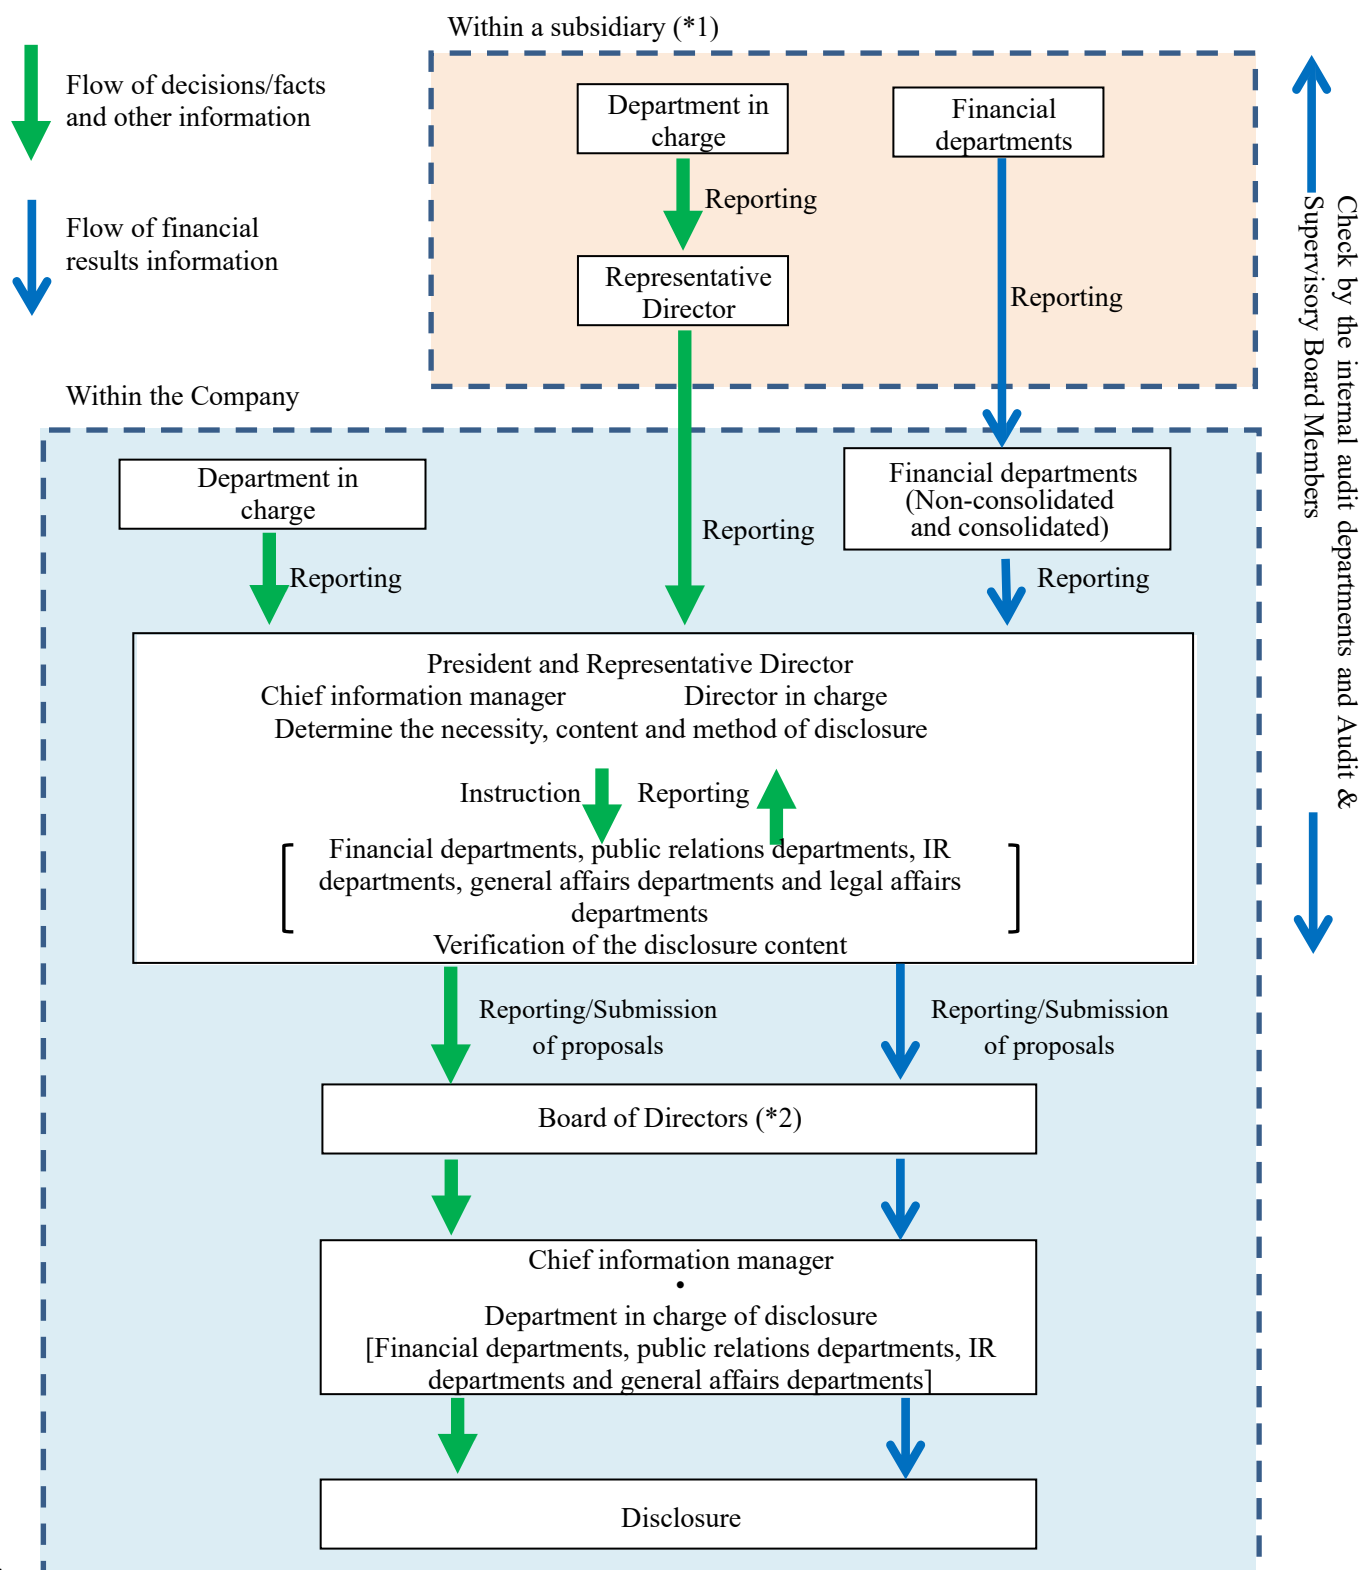 Within a subsidiary (*1)
Flow of decisions/facts
and other information
Department in
charge
Financial
departments
Reporting
Flow of financial
results information
Representative
Director
Reporting
Check by the internal audit departments and Audit &
Supervisory Board Members
Within the Company
Department in
charge
Financial departments
(Non-consolidated
and consolidated)
Reporting
Reporting
Reporting
President and Representative Director
Chief information manager Director in charge
Determine the necessity, content and method of disclosure
Instruction Reporting
Financial departments, public relations departments, IR
departments, general affairs departments and legal affairs
departments
Verification of the disclosure content
Reporting/Submission
of proposals
Reporting/Submission
of proposals
Board of Directors (*2)
Chief information manager
•
Department in charge of disclosure
[Financial departments, public relations departments, IR
departments and general affairs departments]
Disclosure